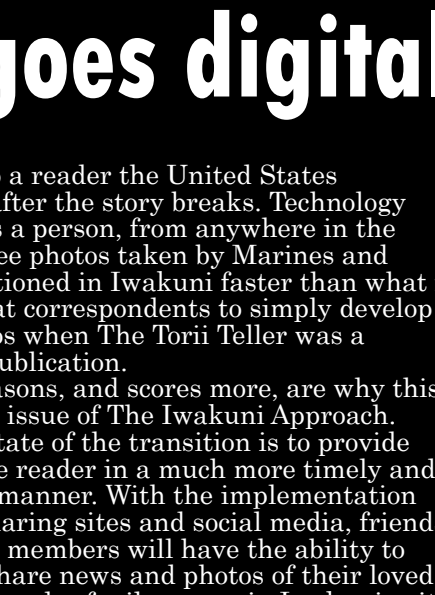 goes digital
a reader the United States
after the story breaks. Technology
a person, from anywhere in the
photos taken by Marines and
in Iwakuni faster than what
correspondents to simply develop
when The Torii Teller was a
publication.
and scores more, are why this
issue of The Iwakuni Approach.
of the transition is to provide
reader in a much more timely and
manner. With the implementation
sites and social media, friend
members will have the ability to
share news and photos of their loved